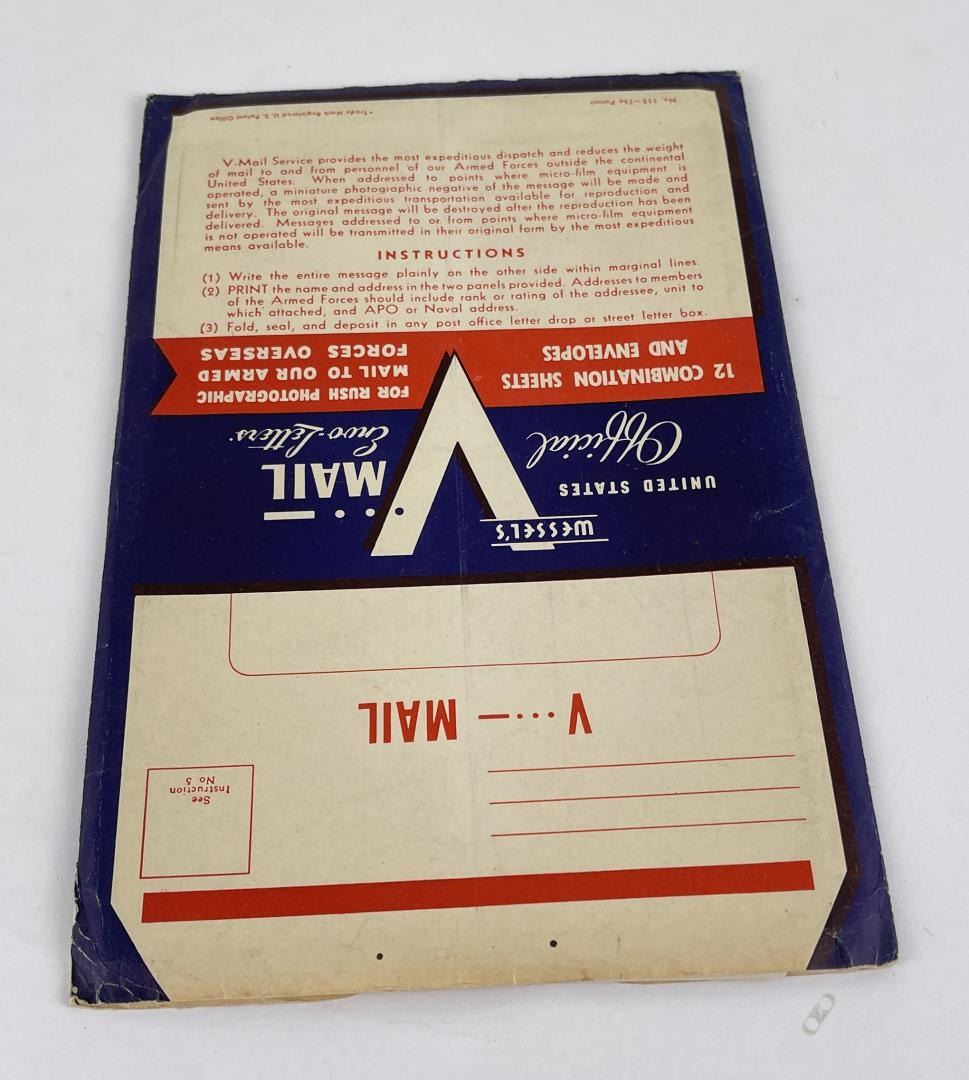 *Trade Mark Registered U.S. Patent Office
No. 115—The Purcell
V-Mail Service provides the most expeditious dispatch and reduces the weight
of mail to and from personnel of our Armed Forces outside the continental
United States. When addressed to points where micro-film equipment is
operated, a miniature photographic negative of the message will be made and
sent by the most expeditious transportation available for reproduction and
delivery. The original message will be destroyed after the reproduction has been
delivered. Messages addressed to or from points where micro-film equipment
is not operated will be transmitted in their original form by the most expeditious
means available.
INSTRUCTIONS
(1) Write the entire message plainly on the other side within marginal lines.
(2) PRINT the name and address in the two panels provided. Addresses to members
of the Armed Forces should include rank or rating of the addressee, unit to
which attached, and APO or Naval address.
(3) Fold, seal, and deposit in any post office letter drop or street letter box.
See
Instruction
No. 5
V ···— MAIL
WESSEL'S
UNITED STATES
Official
V ···—
MAIL
Envo-Letters*
12 COMBINATION SHEETS
AND ENVELOPES
FOR RUSH PHOTOGRAPHIC
MAIL TO OUR ARMED
FORCES OVERSEAS